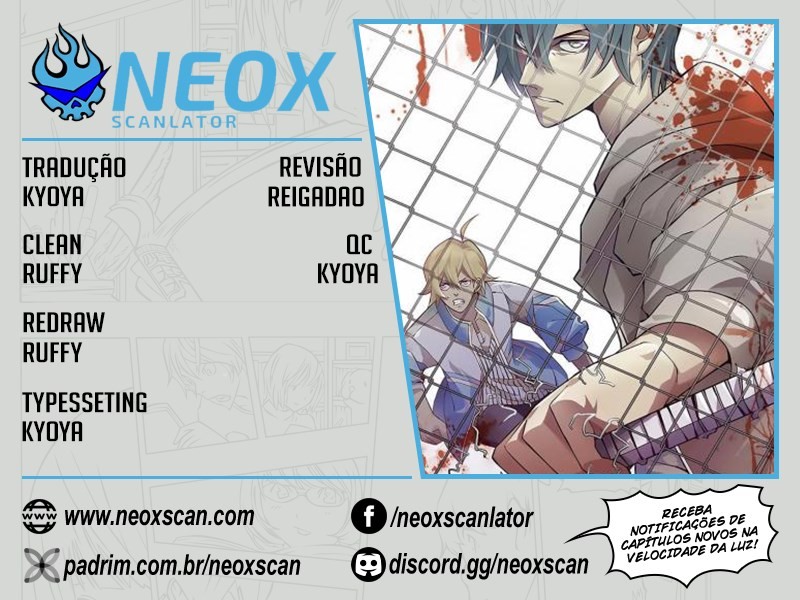 NEOX
SCANLATOR
TRADUÇÃO
KYOYA
REVISÃO
REIGADAO
CLEAN
RUFFY
QC
KYOYA
REDRAW
RUFFY
TYPESSETING
KYOYA
www.neoxscan.com
/neoxscanlator
padrim.com.br/neoxscan
discord.gg/neoxscan
RECEBA
NOTIFICAÇÕES DE
CAPÍTULOS NOVOS NA
VELOCIDADE DA LUZ!